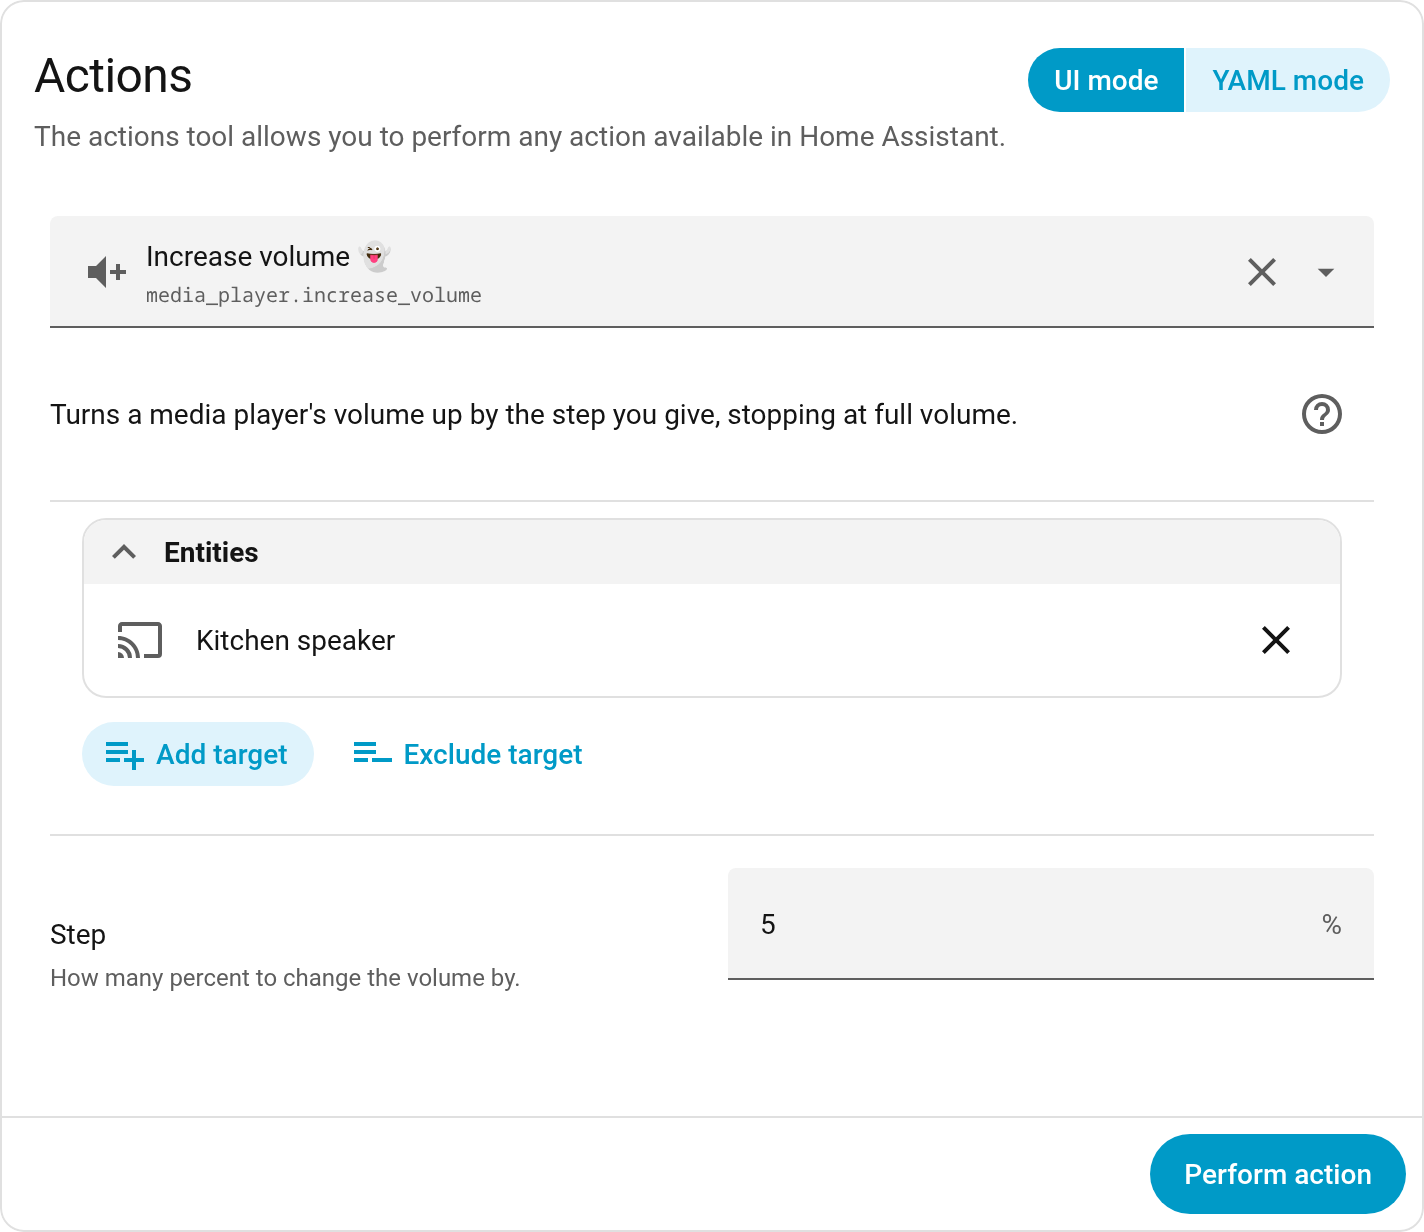 Actions
UI mode
YAML mode
The actions tool allows you to perform any action available in Home Assistant.
Increase volume 👻
media_player.increase_volume
Turns a media player's volume up by the step you give, stopping at full volume.
Entities
Kitchen speaker
Add target
Exclude target
Step
How many percent to change the volume by.
5
%
Perform action